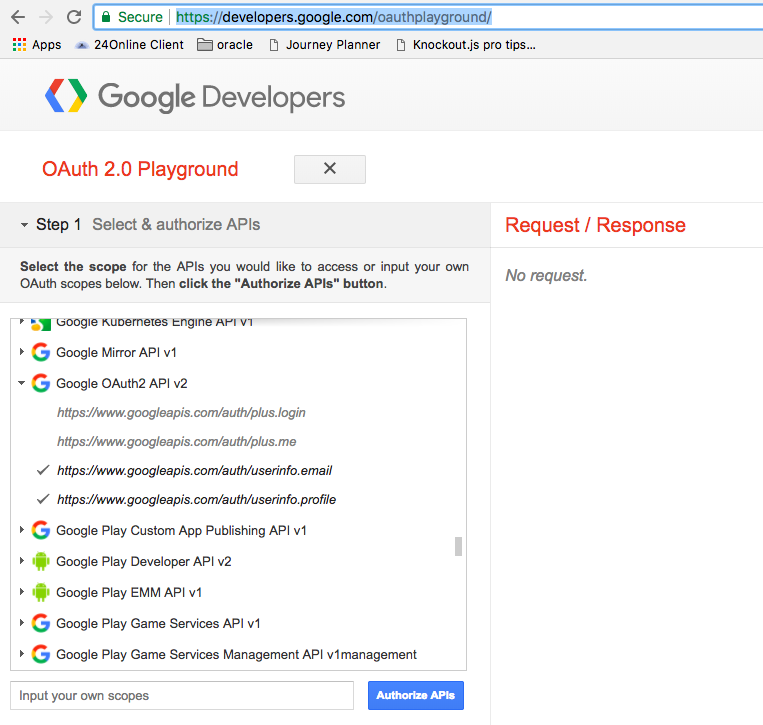 Secure https://developers.google.com/oauthplayground/
Apps 24Online Client oracle Journey Planner Knockout.js pro tips...
Google Developers
OAuth 2.0 Playground
Step 1 Select & authorize APIs
Request / Response
Select the scope for the APIs you would like to access or input your own
OAuth scopes below. Then click the "Authorize APIs" button.
No request.
Google Kubernetes Engine API v1
Google Mirror API v1
Google OAuth2 API v2
https://www.googleapis.com/auth/plus.login
https://www.googleapis.com/auth/plus.me
https://www.googleapis.com/auth/userinfo.email
https://www.googleapis.com/auth/userinfo.profile
Google Play Custom App Publishing API v1
Google Play Developer API v2
Google Play EMM API v1
Google Play Game Services API v1
Google Play Game Services Management API v1management
Input your own scopes
Authorize APIs